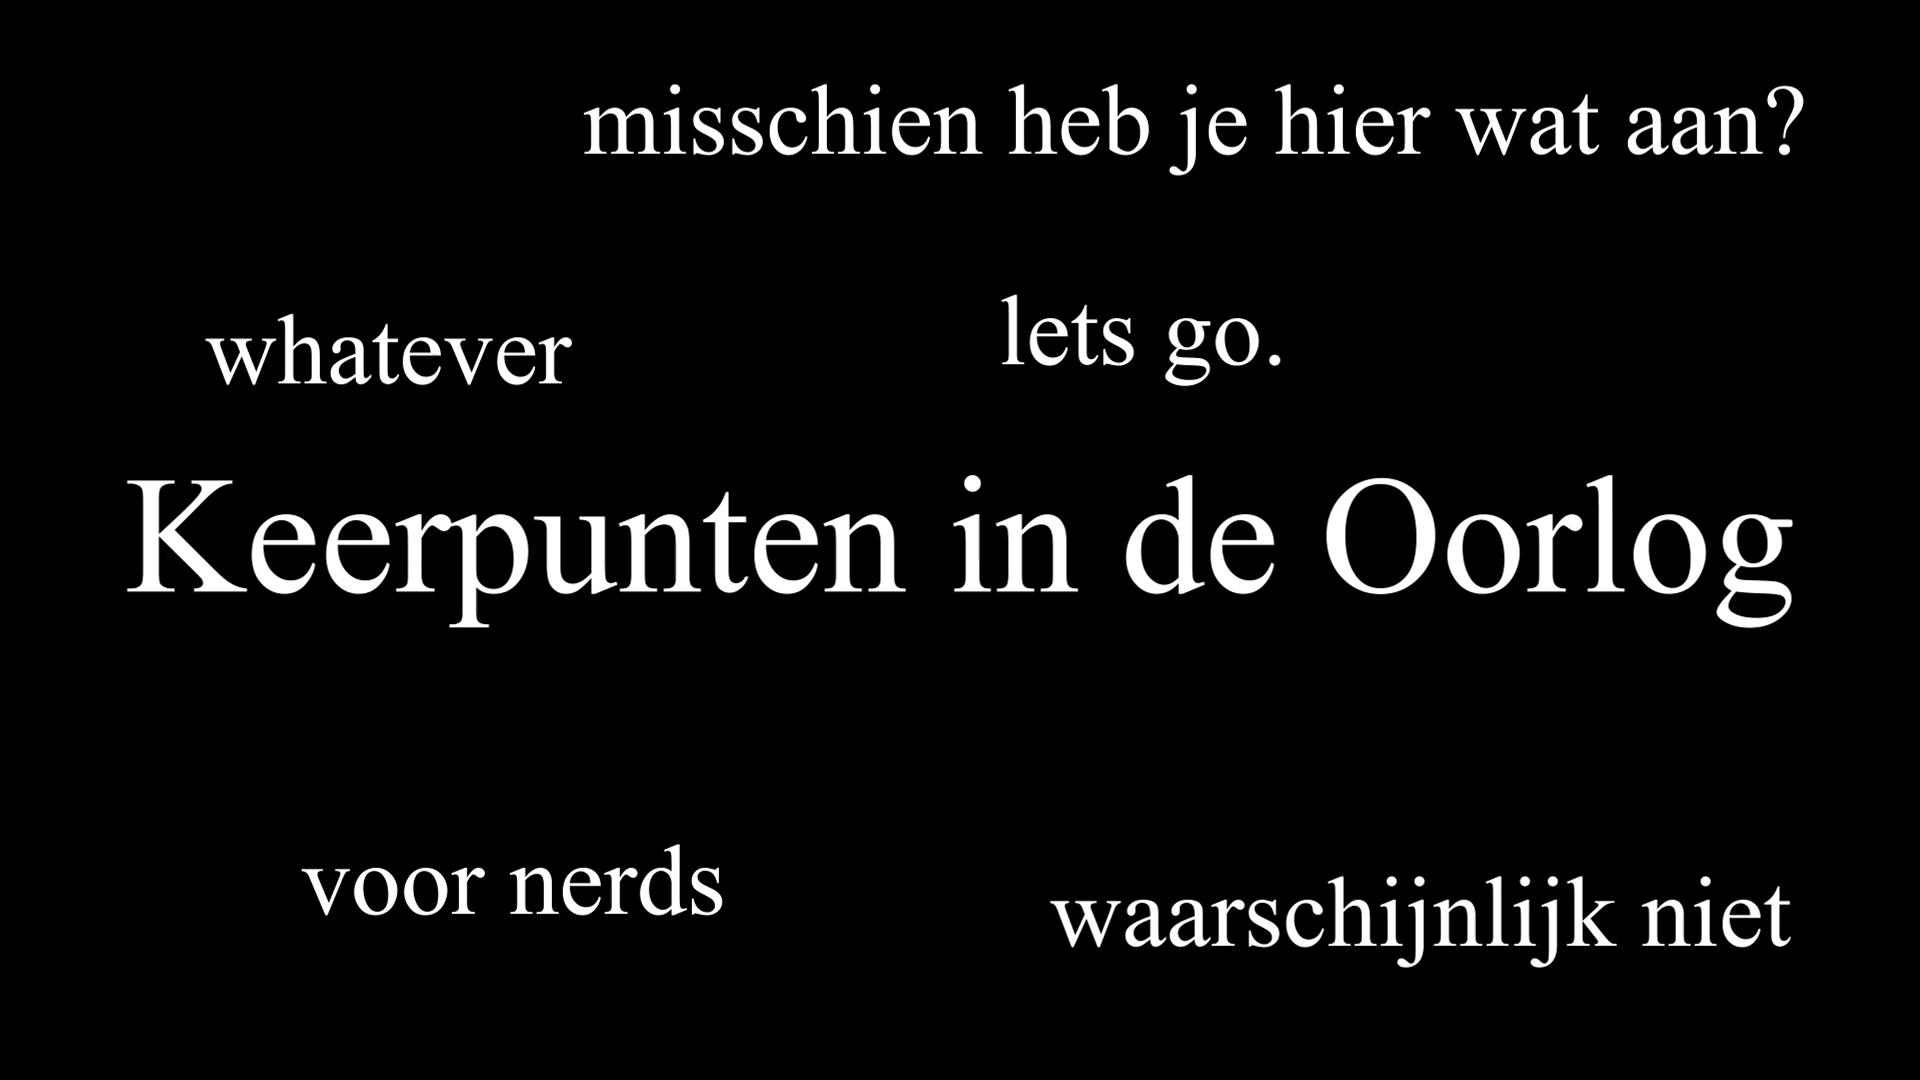 misschien heb je hier wat aan?
whatever
lets go.
Keerpunten in de Oorlog
voor nerds
waarschijnlijk niet